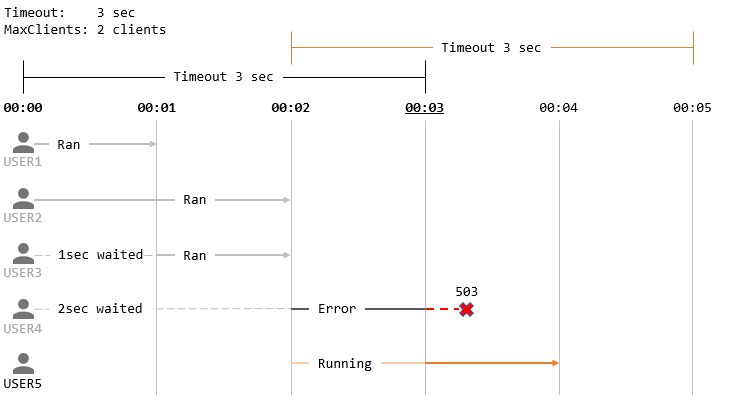 Timeout:    3 sec
MaxClients: 2 clients
Timeout 3 sec
Timeout 3 sec
00:00 00:01 00:02 00:03 00:04 00:05
Ran
USER1
Ran
USER2
1sec waited Ran
USER3
503
2sec waited Error
USER4
Running
USER5